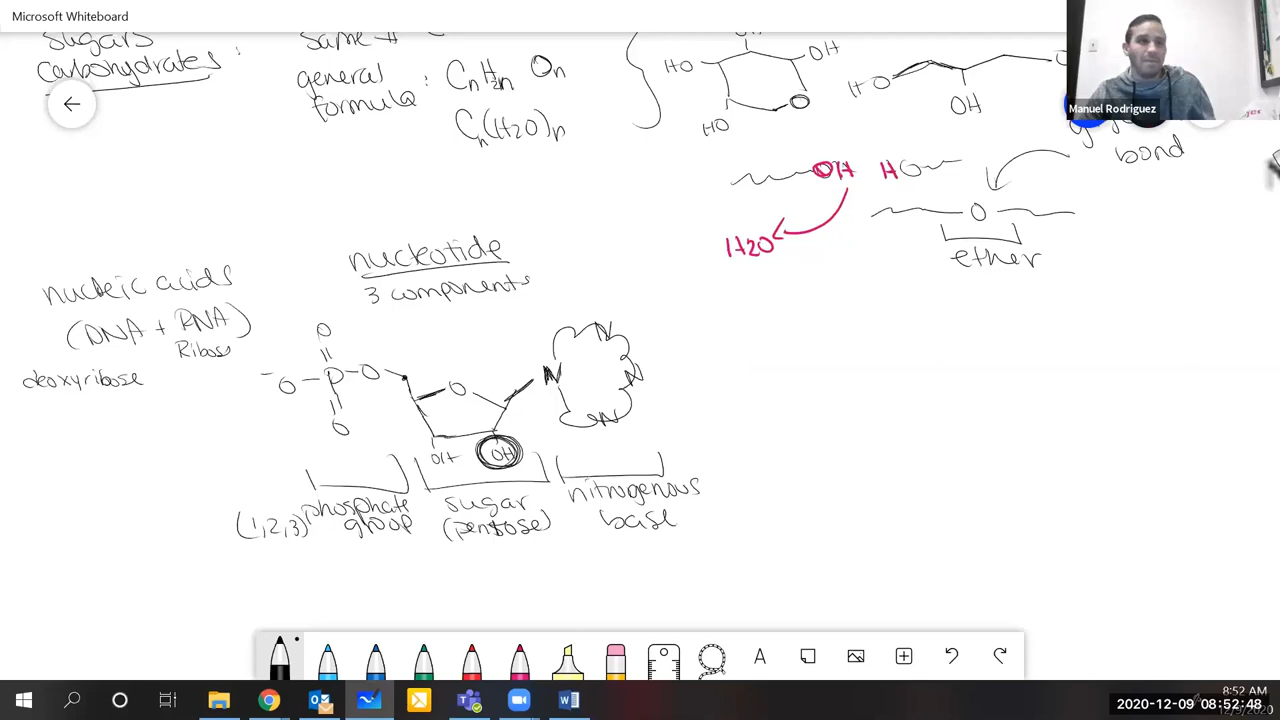 Microsoft Whiteboard
sugars
carbohydrates :
same #
general
formula :
CnH2nOn
Cn(H2O)n
HO
OH
HO
HO
OH
Manuel Rodriguez
bond
OH HO
H2O
O
ether
nucleic acids
(DNA + RNA)
Ribose
deoxyribose
nucleotide
3 components
O
-O-P-O
O
O
OH OH
N
N
N
N
(1,2,3) phosphate
group
sugar
(pentose)
nitrogenous
base
A
8:52 AM
2020-12-09 08:52:48